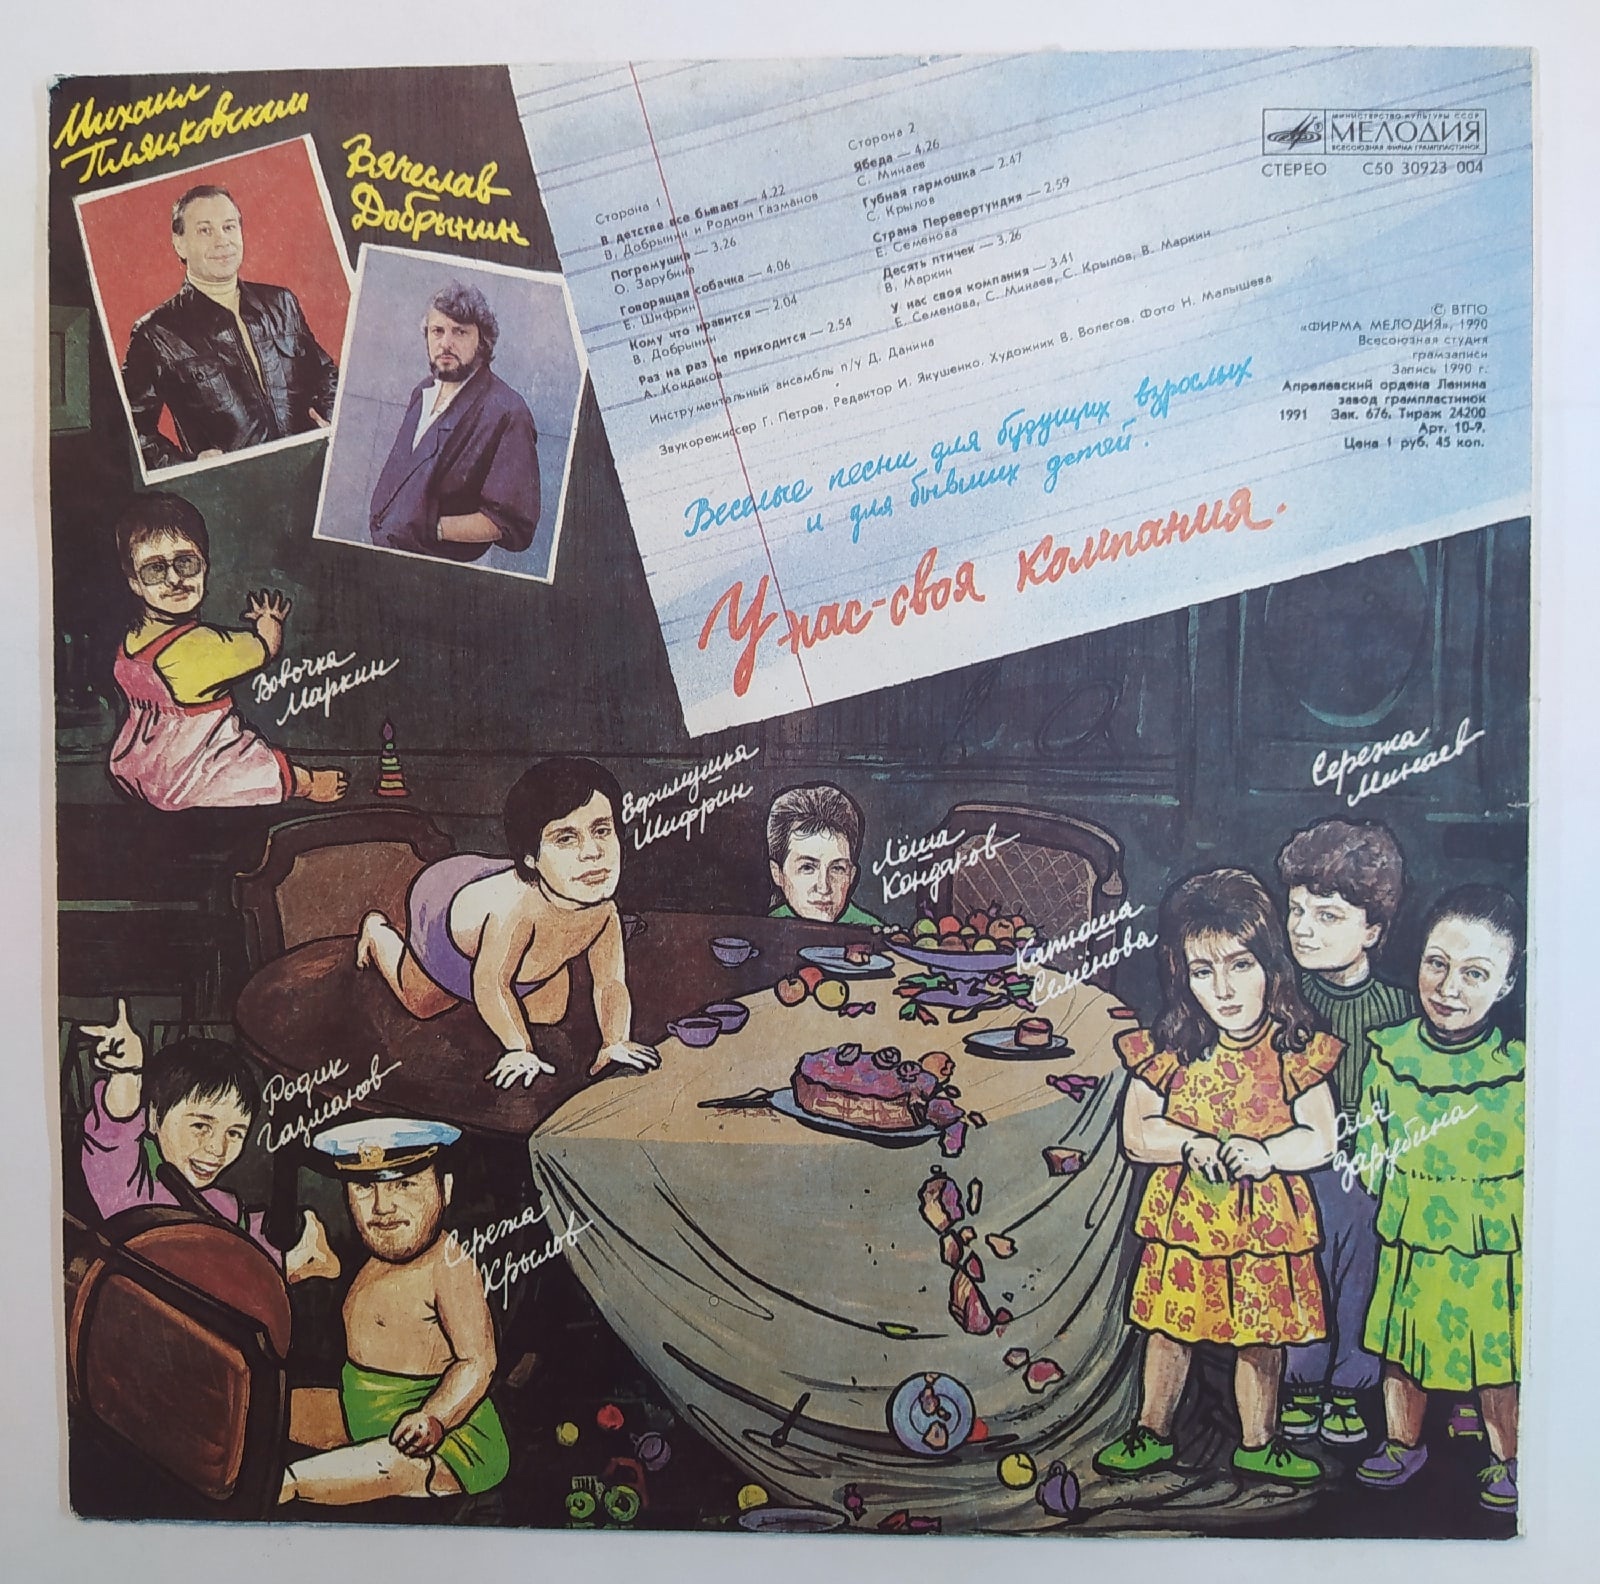 Михаил
Пляцковский
Вячеслав
Добрынин
Сторона 1
В детстве все бывает — 4.22
В. Добрынин и Родион Газманов
Погремушка — 3.26
О. Зарубина
Говорящая собачка — 4.06
Е. Шифрин
Кому что нравится — 2.04
В. Добрынин
Раз на раз не приходится — 2.54
А. Кондаков
Сторона 2
Ябеда — 4.26
С. Минаев
Губная гармошка — 2.47
С. Крылов
Страна Перевертундия — 2.59
Е. Семенова
Десять птичек — 3.26
В. Маркин
У нас своя компания — 3.41
Е. Семенова, С. Минаев, С. Крылов, В. Маркин
Инструментальный ансамбль п/у Д. Данина
Звукорежиссер Г. Петров. Редактор И. Якушенко. Художник В. Волегов. Фото Н. Малышева
Веселые песни для будущих взрослых
и для бывших детей.
У нас-своя компания.
МИНИСТЕРСТВО КУЛЬТУРЫ СССР
МЕЛОДИЯ
ВСЕСОЮЗНАЯ ФИРМА ГРАМПЛАСТИНОК
СТЕРЕО С50 30923 004
© ВТПО
«ФИРМА МЕЛОДИЯ», 1990
Всесоюзная студия
грамзаписи
Запись 1990 г.
Апрелевский ордена Ленина
завод грампластинок
1991 Зак. 676. Тираж 24200
Арт. 10-9.
Цена 1 руб. 45 коп.
Вовочка
Маркин
Ефимушка
Шифрин
Лёша
Кондаков
Сережа
Минаев
Катюша
Семёнова
Родик
Газманов
Оля
Зарубина
Сережа
Крылов